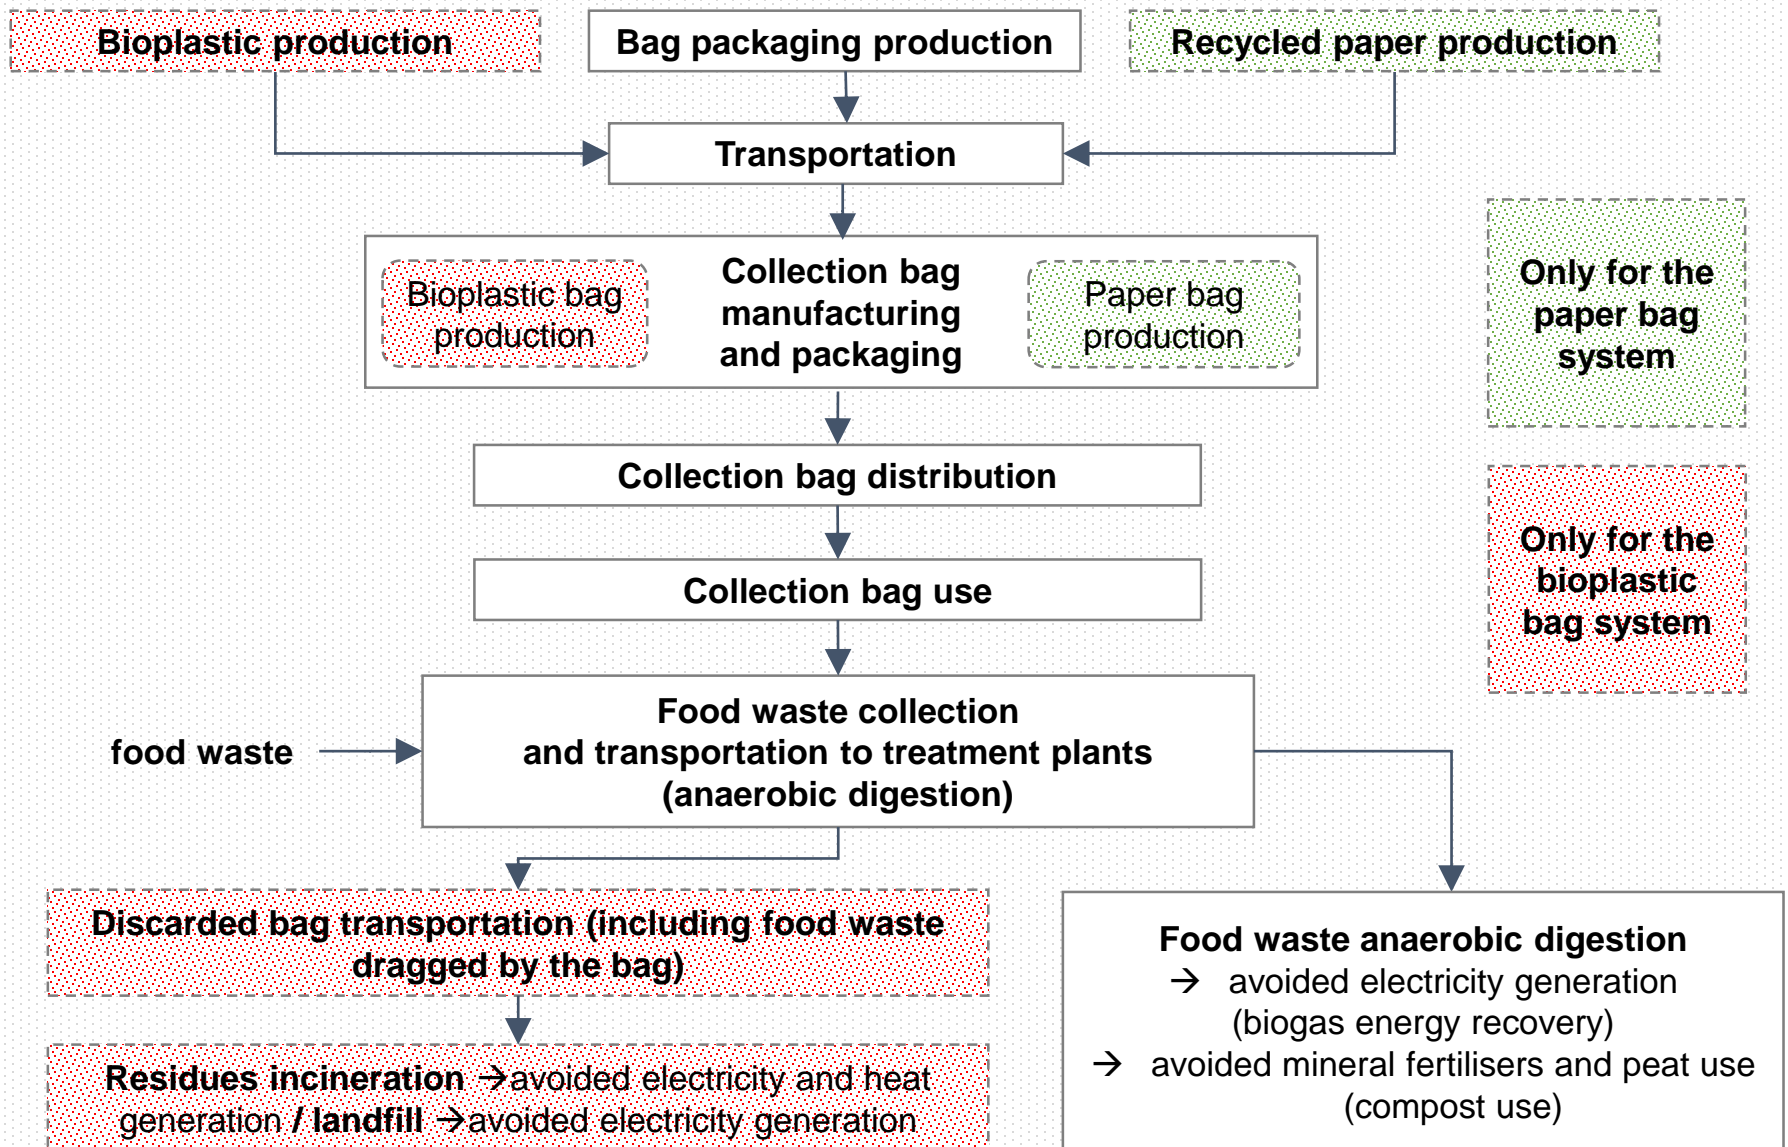 Bioplastic production
Bag packaging production
Recycled paper production
Transportation
Bioplastic bag
production
Collection bag
manufacturing
and packaging
Paper bag
production
Only for the
paper bag
system
Collection bag distribution
Only for the
bioplastic
bag system
Collection bag use
food waste
Food waste collection
and transportation to treatment plants
(anaerobic digestion)
Discarded bag transportation (including food waste
dragged by the bag)
Food waste anaerobic digestion
→ avoided electricity generation
(biogas energy recovery)
→ avoided mineral fertilisers and peat use
(compost use)
Residues incineration →avoided electricity and heat
generation / landfill →avoided electricity generation